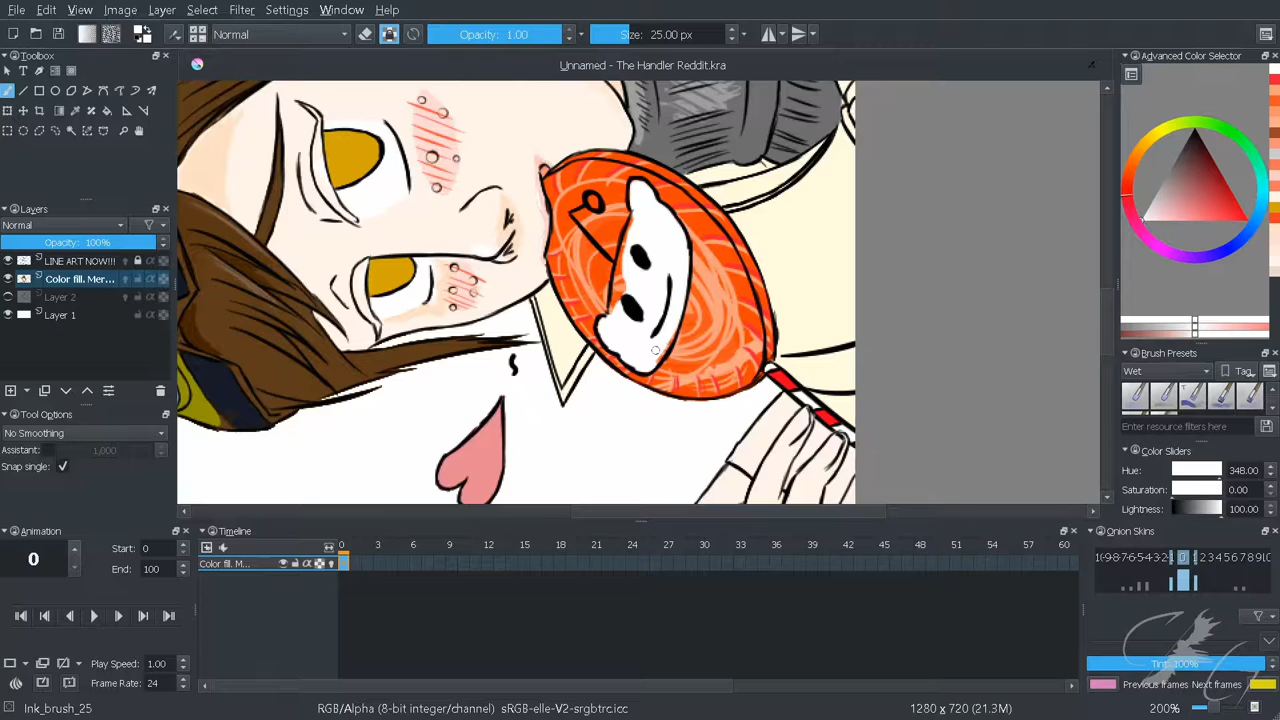 File Edit View Image Layer Select Filter Settings Window Help
Normal Opacity: 1.00 Size: 25.00 px
Toolbox
Unnamed - The Handler Reddit.kra
Advanced Color Selector
Layers
Normal
Opacity: 100%
LINE ART NOW!!!
Color fill. Mer...
Layer 2
Layer 1
Tool Options
No Smoothing
Assistant: 1,000
Snap single:
Brush Presets
Wet Tag
Enter resource filters here
Color Sliders
Hue: 348.00
Saturation: 0.00
Lightness: 100.00
Animation
0 Start: 0
End: 100
Play Speed: 1.00
Frame Rate: 24
Timeline
0 3 6 9 12 15 18 21 24 27 30 33 36 39 42 45 48 51 54 57 60
Color fill. M...
Onion Skins
Tint: 100%
Previous frames Next frames
Ink_brush_25 RGB/Alpha (8-bit integer/channel) sRGB-elle-V2-srgbtrc.icc 1280 x 720 (21.3M) 200%